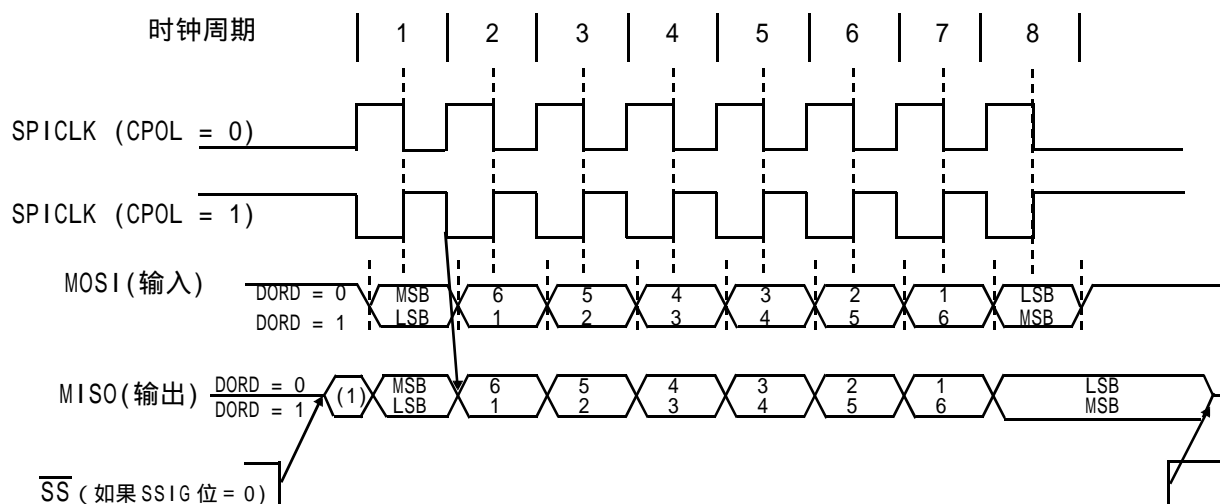 时钟周期 1 2 3 4 5 6 7 8
SPICLK (CPOL = 0)
SPICLK (CPOL = 1)
MOSI(输入)
DORD = 0 MSB 6 5 4 3 2 1 LSB
DORD = 1 LSB 1 2 3 4 5 6 MSB
MISO(输出)
DORD = 0 (1) MSB 6 5 4 3 2 1 LSB
DORD = 1 LSB 1 2 3 4 5 6 MSB
SS (如果SSIG位=0)